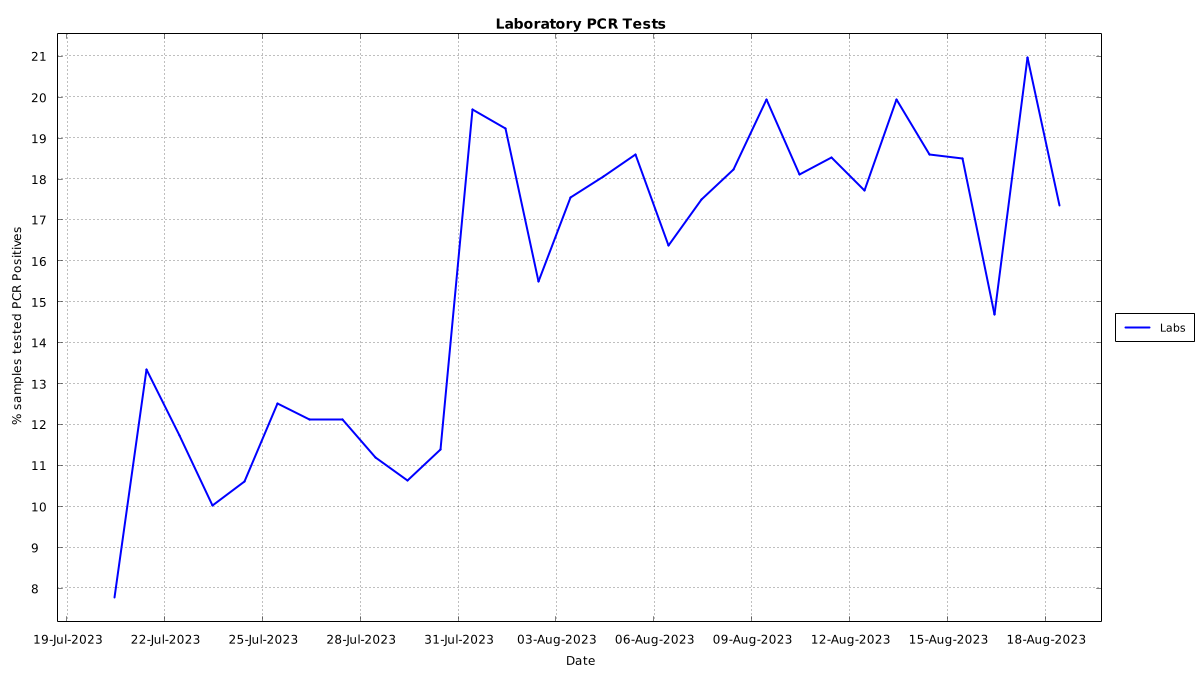 Laboratory PCR Tests
% samples tested PCR Positives
21
20
19
18
17
16
15
14
13
12
11
10
9
8
19-Jul-2023 22-Jul-2023 25-Jul-2023 28-Jul-2023 31-Jul-2023 03-Aug-2023 06-Aug-2023 09-Aug-2023 12-Aug-2023 15-Aug-2023 18-Aug-2023
Date
Labs